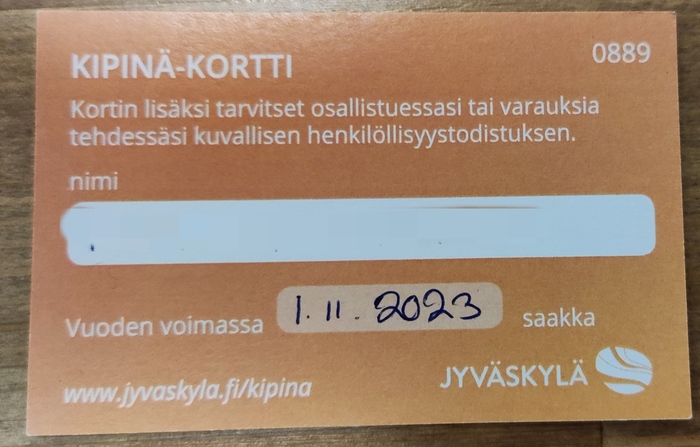 KIPINÄ-KORTTI
0889
Kortin lisäksi tarvitset osallistuessasi tai varauksia
tehdessäsi kuvallisen henkilöllisyystodistuksen.
nimi
Vuoden voimassa 1.11.2023 saakka
www.jyvaskyla.fi/kipina
JYVÄSKYLÄ